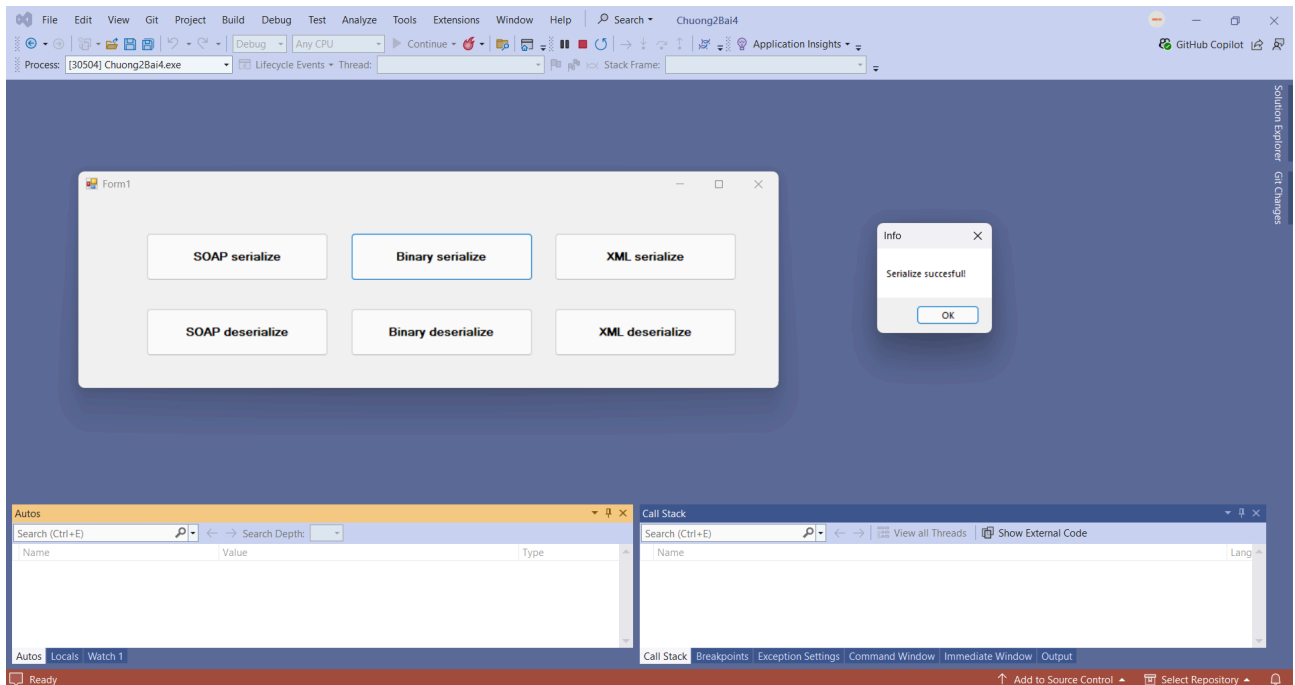 File Edit View Git Project Build Debug Test Analyze Tools Extensions Window Help Search Chuong2Bai4
Debug Any CPU Continue Application Insights GitHub Copilot
Process: [30504] Chuong2Bai4.exe Lifecycle Events Thread: Stack Frame:
Solution Explorer
Git Changes
Form1
SOAP serialize Binary serialize XML serialize
SOAP deserialize Binary deserialize XML deserialize
Info
Serialize succesful!
OK
Autos
Search (Ctrl+E) Search Depth:
Name Value Type
Autos Locals Watch 1
Call Stack
Search (Ctrl+E) View all Threads Show External Code
Name Lang
Call Stack Breakpoints Exception Settings Command Window Immediate Window Output
Ready Add to Source Control Select Repository